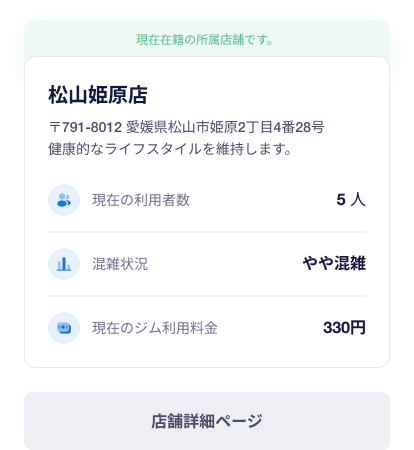 現在在籍の所属店舗です。
松山姫原店
〒791-8012 愛媛県松山市姫原2丁目4番28号
健康的なライフスタイルを維持します。
現在の利用者数 5 人
混雑状況 やや混雑
現在のジム利用料金 330円
店舗詳細ページ